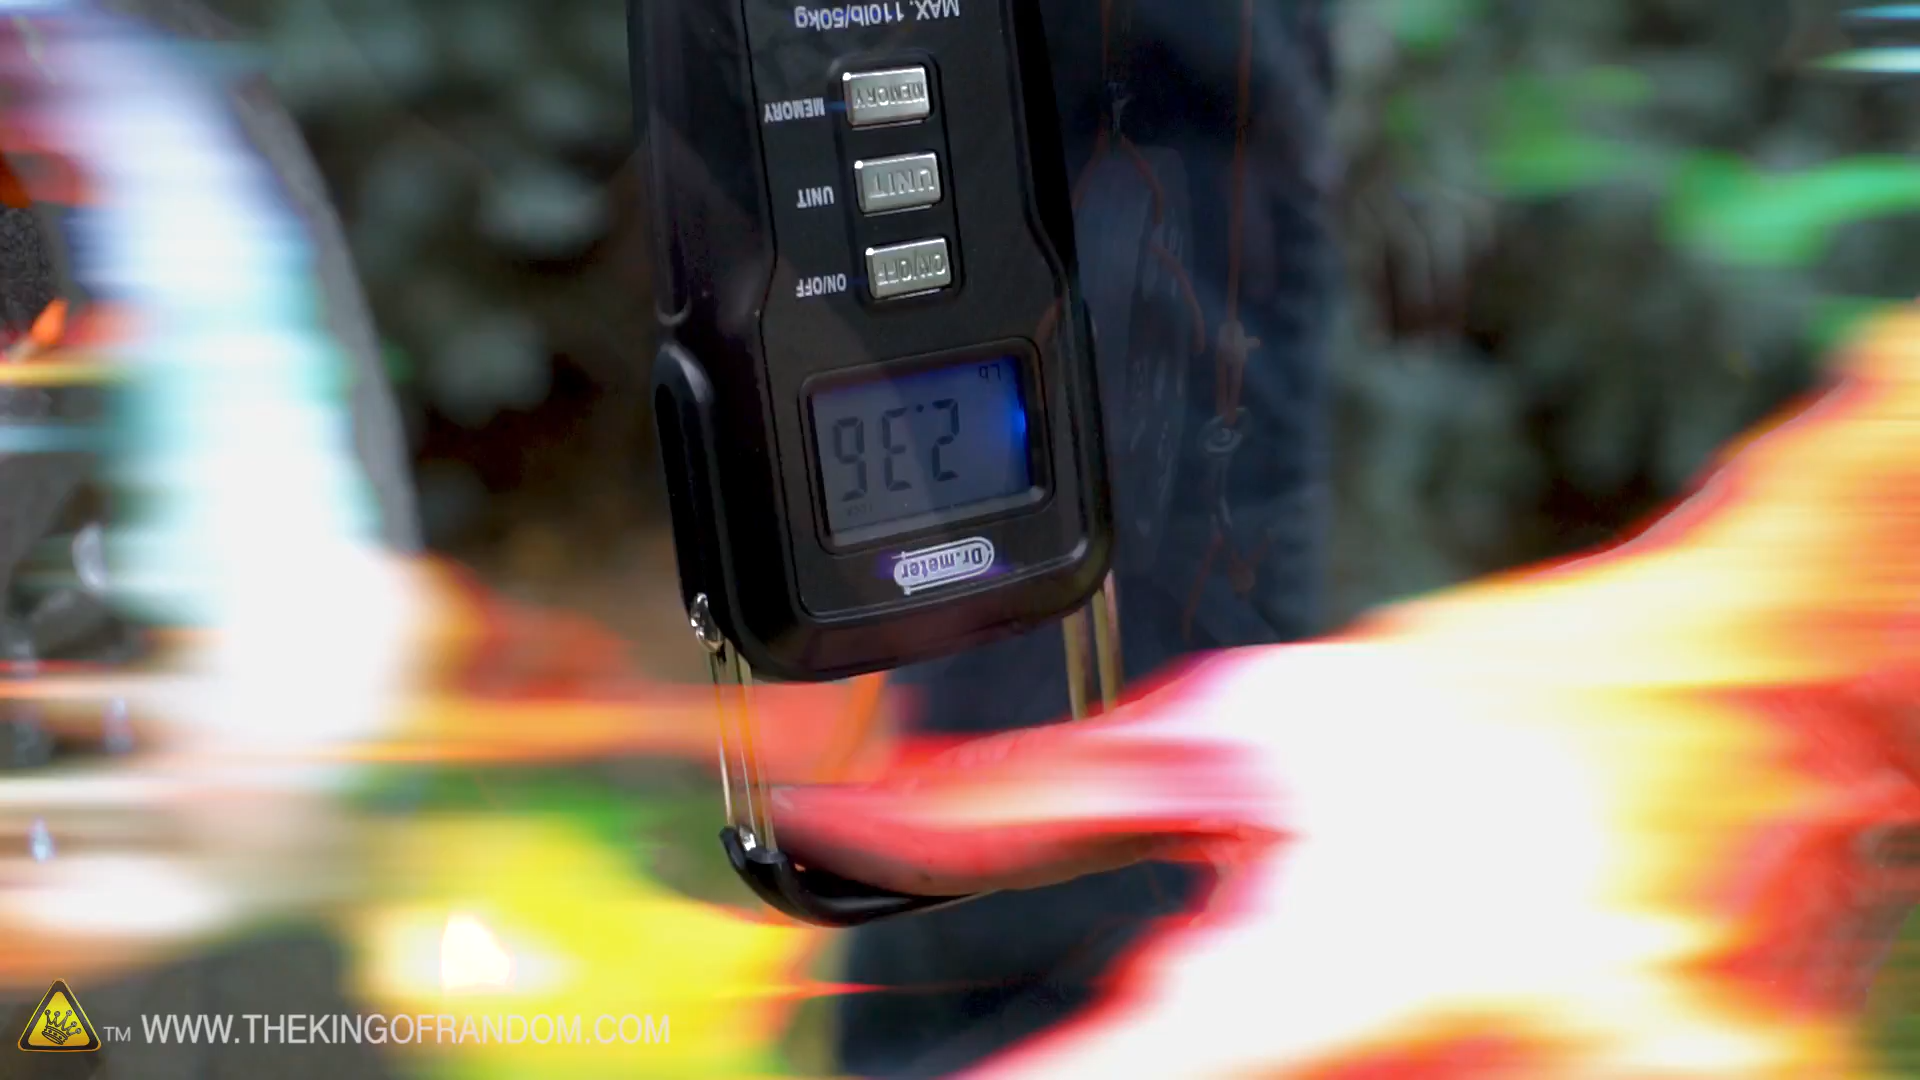 Dr.meter
2.36
Lb
ON/OFF ON/OFF
UNIT UNIT
MEMORY MEMORY
MAX. 110lb/50kg
TM WWW.THEKINGOFRANDOM.COM